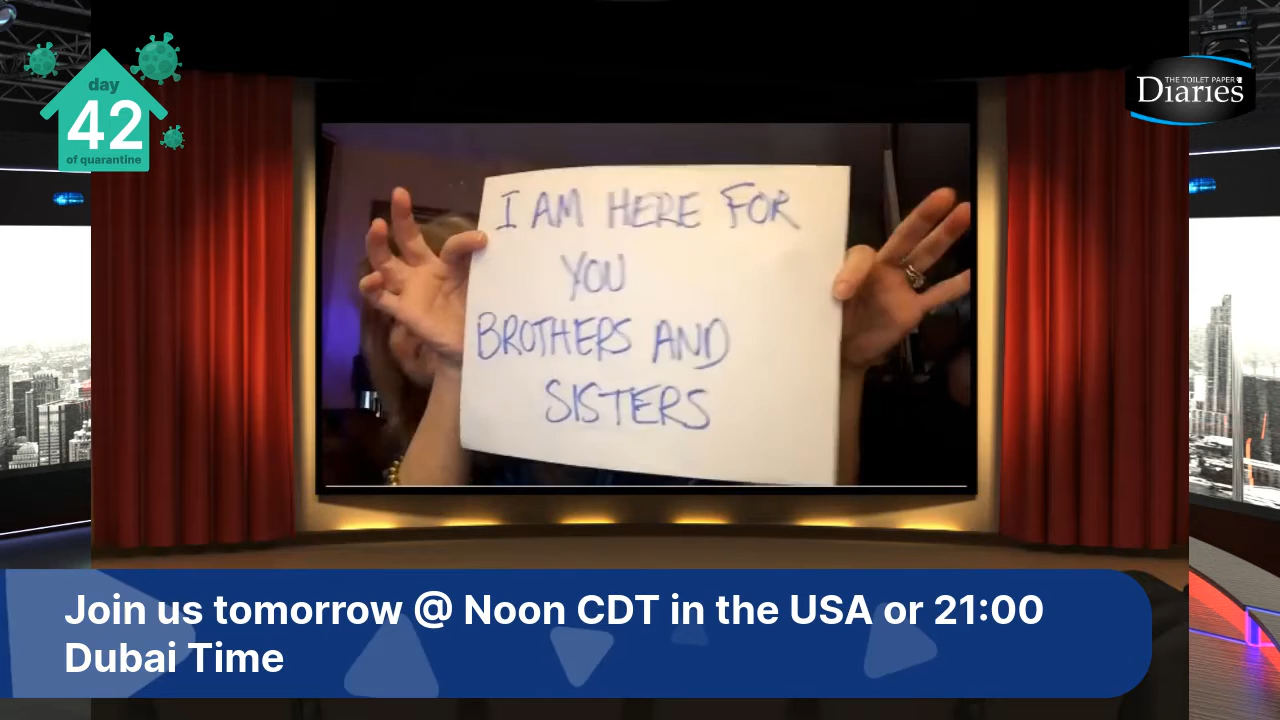 day
42
of quarantine
THE TOILET PAPER
Diaries
I AM HERE FOR
YOU
BROTHERS AND
SISTERS
Join us tomorrow @ Noon CDT in the USA or 21:00
Dubai Time